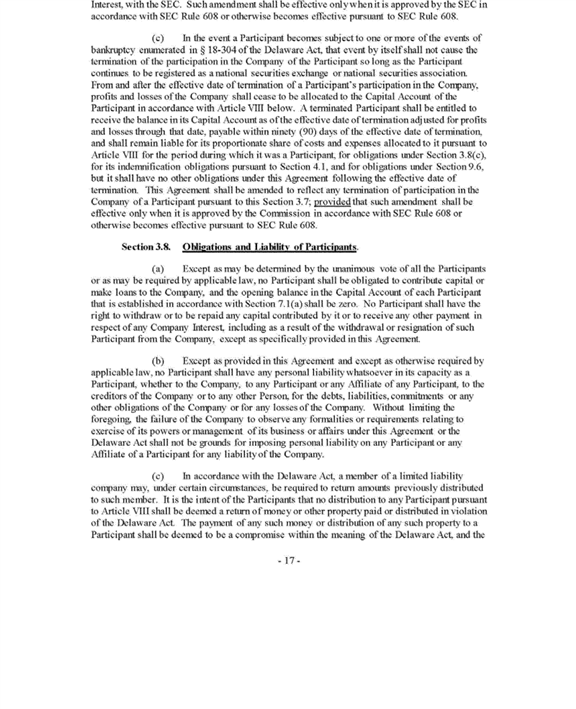 Interest, with the SEC. Such amendment shall be effective only when it is approved by the SEC in
accordance with SEC Rule 608 or otherwise becomes effective pursuant to SEC Rule 608.
(c) In the event a Participant becomes subject to one or more of the events of
bankruptcy enumerated in § 18-304 of the Delaware Act, that event by itself shall not cause the
termination of the participation in the Company of the Participant so long as the Participant
continues to be registered as a national securities exchange or national securities association.
From and after the effective date of termination of a Participant's participation in the Company,
profits and losses of the Company shall cease to be allocated to the Capital Account of the
Participant in accordance with Article VIII below. A terminated Participant shall be entitled to
receive the balance in its Capital Account as of the effective date of termination adjusted for profits
and losses through that date, payable within ninety (90) days of the effective date of termination,
and shall remain liable for its proportionate share of costs and expenses allocated to it pursuant to
Article VIII for the period during which it was a Participant, for obligations under Section 3.8(c),
for its indemnification obligations pursuant to Section 4.1, and for obligations under Section 9.6,
but it shall have no other obligations under this Agreement following the effective date of
termination. This Agreement shall be amended to reflect any termination of participation in the
Company of a Participant pursuant to this Section 3.7; provided that such amendment shall be
effective only when it is approved by the Commission in accordance with SEC Rule 608 or
otherwise becomes effective pursuant to SEC Rule 608.
Section 3.8. Obligations and Liability of Participants.
(a) Except as may be determined by the unanimous vote of all the Participants
or as may be required by applicable law, no Participant shall be obligated to contribute capital or
make loans to the Company, and the opening balance in the Capital Account of each Participant
that is established in accordance with Section 7.1(a) shall be zero. No Participant shall have the
right to withdraw or to be repaid any capital contributed by it or to receive any other payment in
respect of any Company Interest, including as a result of the withdrawal or resignation of such
Participant from the Company, except as specifically provided in this Agreement.
(b) Except as provided in this Agreement and except as otherwise required by
applicable law, no Participant shall have any personal liability whatsoever in its capacity as a
Participant, whether to the Company, to any Participant or any Affiliate of any Participant, to the
creditors of the Company or to any other Person, for the debts, liabilities, commitments or any
other obligations of the Company or for any losses of the Company. Without limiting the
foregoing, the failure of the Company to observe any formalities or requirements relating to
exercise of its powers or management of its business or affairs under this Agreement or the
Delaware Act shall not be grounds for imposing personal liability on any Participant or any
Affiliate of a Participant for any liability of the Company.
(c) In accordance with the Delaware Act, a member of a limited liability
company may, under certain circumstances, be required to return amounts previously distributed
to such member. It is the intent of the Participants that no distribution to any Participant pursuant
to Article VIII shall be deemed a return of money or other property paid or distributed in violation
of the Delaware Act. The payment of any such money or distribution of any such property to a
Participant shall be deemed to be a compromise within the meaning of the Delaware Act, and the
- 17 -